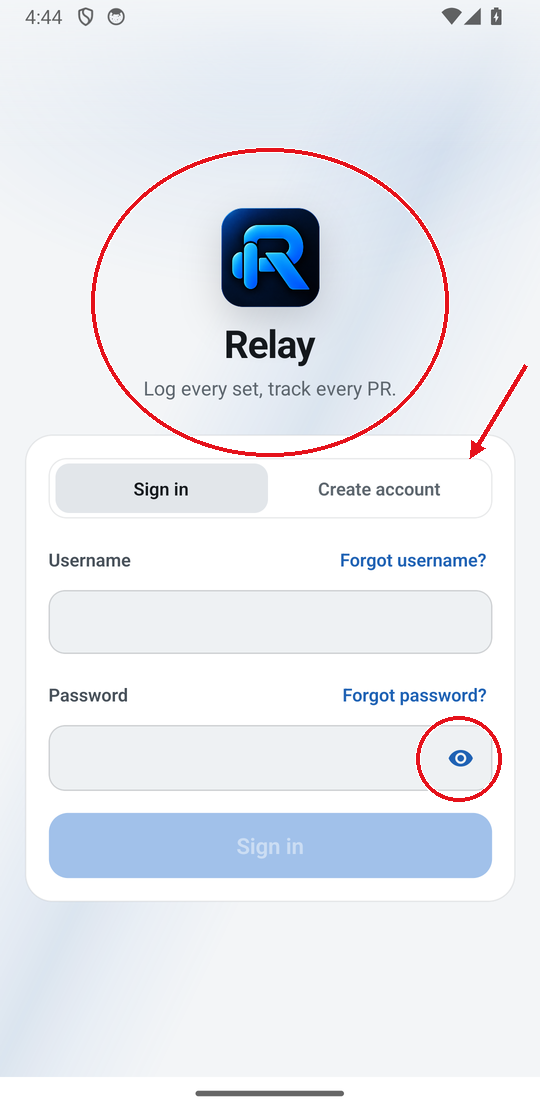 4:44
Relay
Log every set, track every PR.
Sign in Create account
Username Forgot username?
Password Forgot password?
Sign in